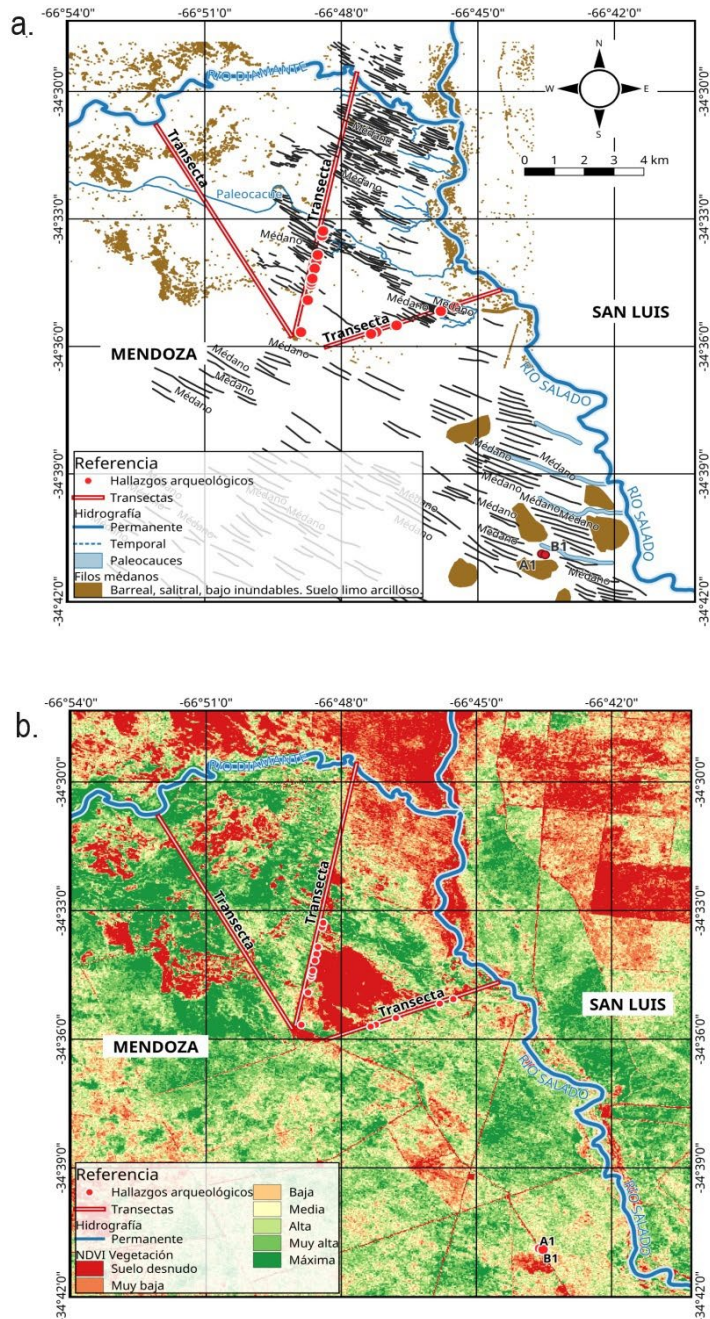 a.
-66°54'0" -66°51'0" -66°48'0" -66°45'0" -66°42'0"
-34°30'0"
-34°33'0"
-34°36'0"
-34°39'0"
-34°42'0"
N
W E
S
0 1 2 3 4 km
RÍO DIAMANTE
Transecta
Transecta
Médano
Médano
Paleocacue
Médano
Médano
Médano
Transecta
SAN LUIS
MENDOZA
Médano
RÍO SALADO
Médano
Médano
Médano
Médano
Médano
Médano
Médano
Médano
Médano
RÍO SALADO
B1
A1
Médano
Referencia
Hallazgos arqueológicos
Transectas
Hidrografía
Permanente
Temporal
Paleocauces
Filos médanos
Barreal, salitral, bajo inundables. Suelo limo arcilloso.
b.
-66°54'0" -66°51'0" -66°48'0" -66°45'0" -66°42'0"
-34°30'0"
-34°33'0"
-34°36'0"
-34°39'0"
-34°42'0"
RÍO DIAMANTE
Transecta
Transecta
Transecta
SAN LUIS
MENDOZA
RÍO SALADO
RÍO SALADO
A1
B1
Referencia
Hallazgos arqueológicos
Transectas
Hidrografía
Permanente
NDVI Vegetación
Suelo desnudo
Muy baja
Baja
Media
Alta
Muy alta
Máxima